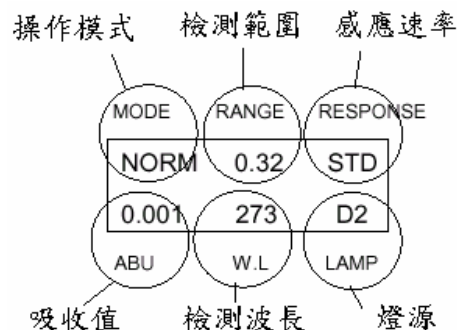 操作模式 檢測範圍 感應速率
MODE RANGE RESPONSE
NORM 0.32 STD
0.001 273 D2
ABU W.L LAMP
吸收值 檢測波長 燈源